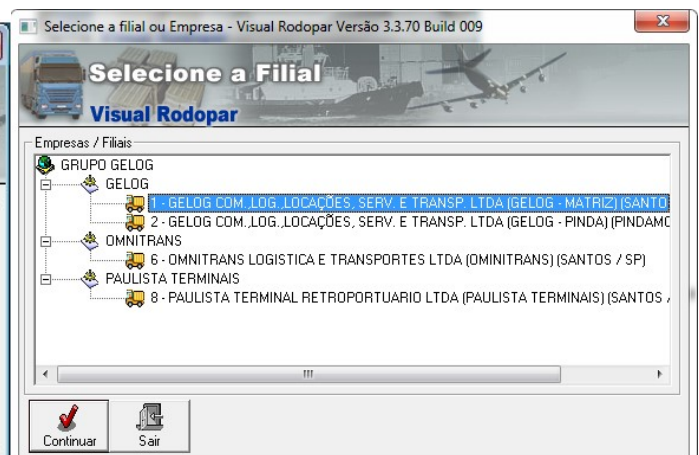 Selecione a filial ou Empresa - Visual Rodopar Versão 3.3.70 Build 009
Selecione a Filial
Visual Rodopar
Empresas / Filiais
GRUPO GELOG
GELOG
1 - GELOG COM.,LOG.,LOCAÇÕES, SERV. E TRANSP. LTDA (GELOG - MATRIZ) (SANTO
2 - GELOG COM.,LOG.,LOCAÇÕES, SERV. E TRANSP. LTDA (GELOG - PINDA) (PINDAMO
OMNITRANS
6 - OMNITRANS LOGISTICA E TRANSPORTES LTDA (OMINITRANS) (SANTOS / SP)
PAULISTA TERMINAIS
8 - PAULISTA TERMINAL RETROPORTUARIO LTDA (PAULISTA TERMINAIS) (SANTOS /
Continuar
Sair